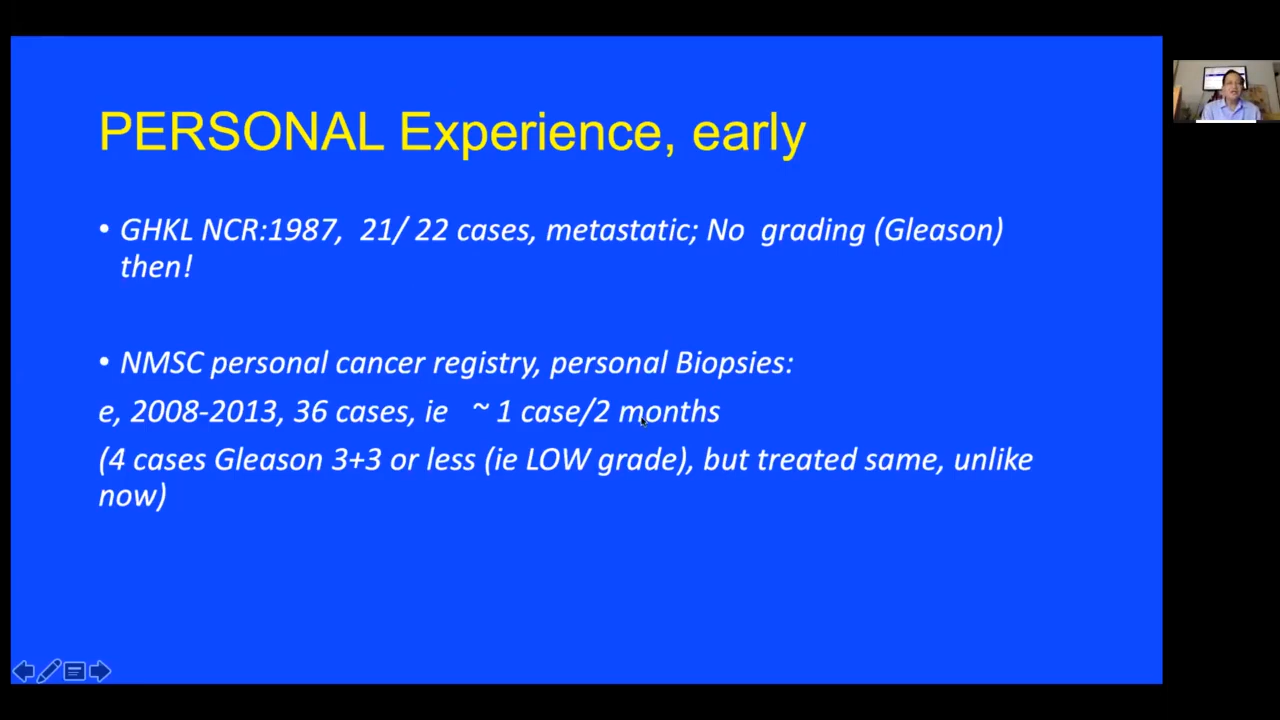 PERSONAL Experience, early
• GHKL NCR:1987, 21/ 22 cases, metastatic; No grading (Gleason)
then!
• NMSC personal cancer registry, personal Biopsies:
e, 2008-2013, 36 cases, ie ~ 1 case/2 months
(4 cases Gleason 3+3 or less (ie LOW grade), but treated same, unlike
now)